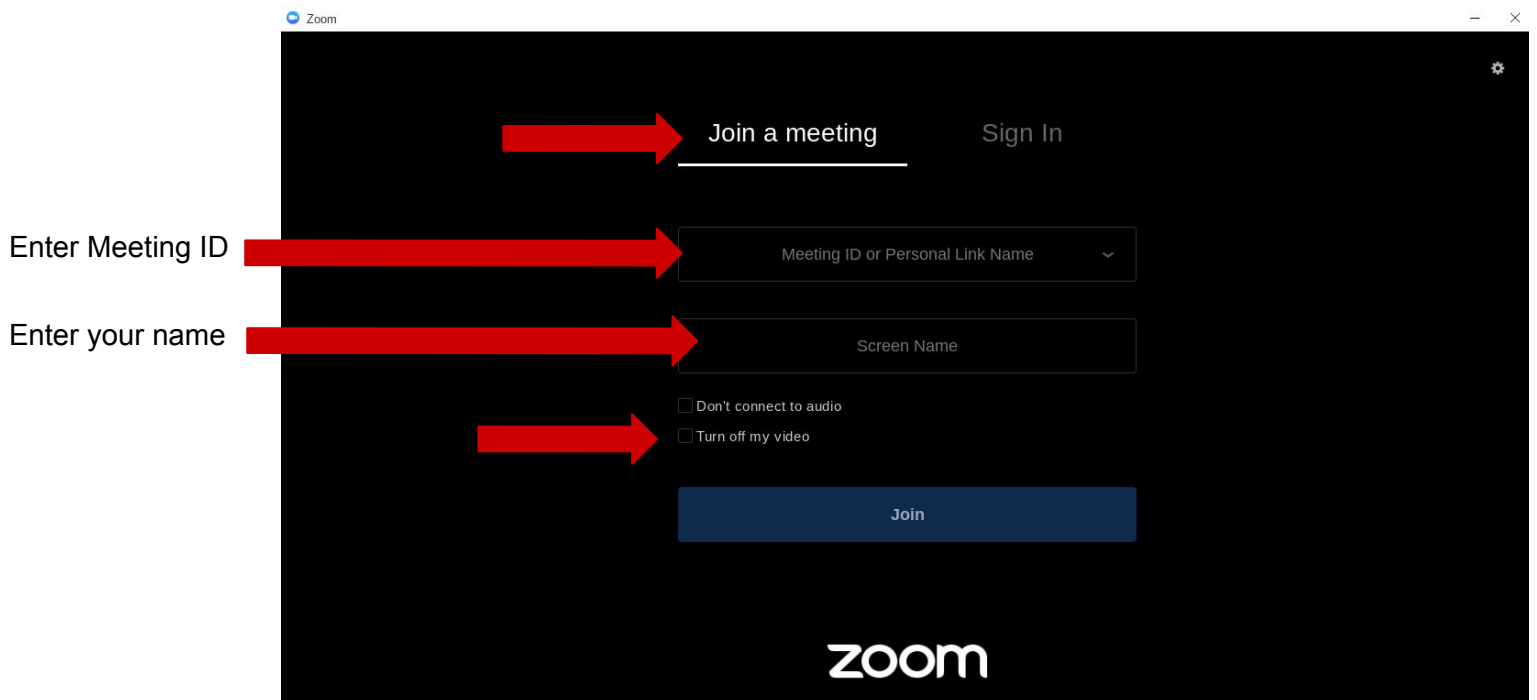 Zoom
Join a meeting Sign In
Enter Meeting ID
Meeting ID or Personal Link Name
Enter your name
Screen Name
Don't connect to audio
Turn off my video
Join
zoom